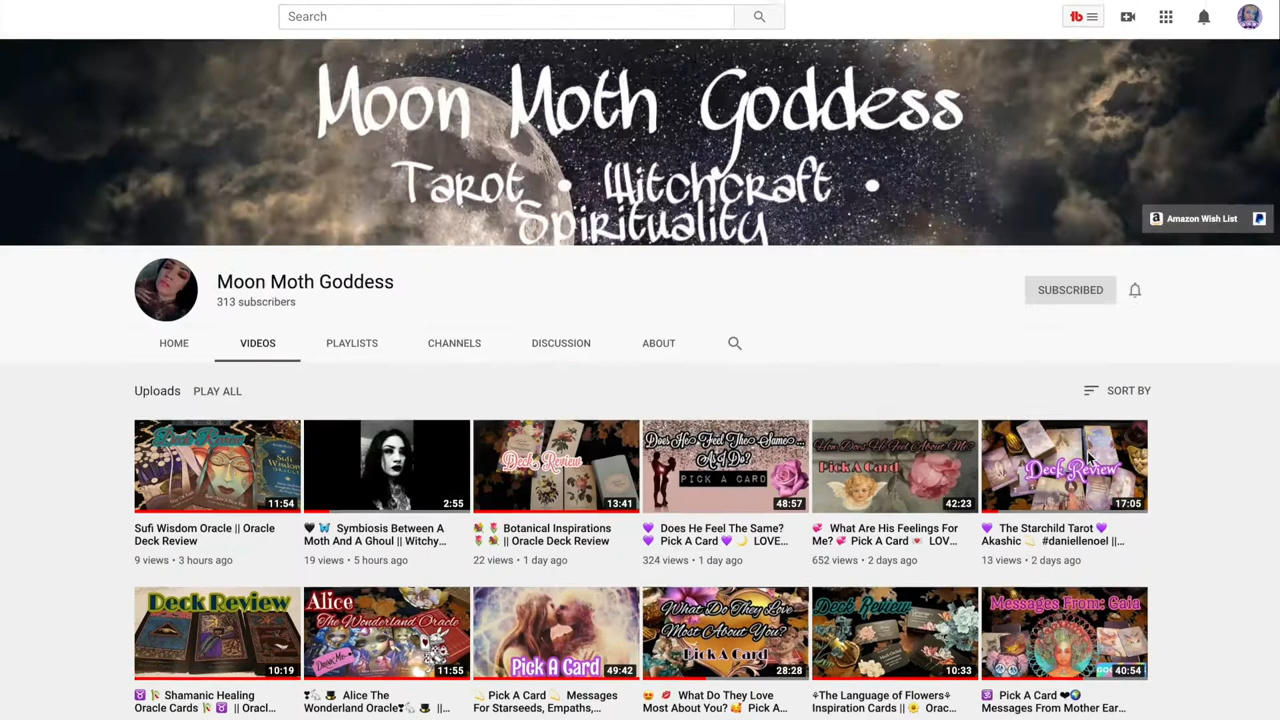 Search
tb
Moon Moth Goddess
Tarot • Witchcraft •
Spirituality
Amazon Wish List
Moon Moth Goddess
313 subscribers
SUBSCRIBED
HOME
VIDEOS
PLAYLISTS
CHANNELS
DISCUSSION
ABOUT
Uploads
PLAY ALL
SORT BY
Deck Review
11:54
Sufi Wisdom Oracle || Oracle
Deck Review
9 views • 3 hours ago
2:55
Symbiosis Between A
Moth And A Ghoul || Witchy...
19 views • 5 hours ago
Deck Review
13:41
Botanical Inspirations
|| Oracle Deck Review
22 views • 1 day ago
Does He Feel The Same...
As I Do?
PICK A CARD
48:57
Does He Feel The Same?
Pick A Card LOVE...
324 views • 1 day ago
How Does He Feel About Me?
Pick A Card
42:23
What Are His Feelings For
Me? Pick A Card LOV...
652 views • 2 days ago
Deck Review
17:05
The Starchild Tarot
Akashic #daniellenoel ||...
13 views • 2 days ago
Deck Review
10:19
Shamanic Healing
Oracle Cards || Oracl...
Alice
The Wonderland Oracle
Drink Me
11:55
Alice The
Wonderland Oracle || ||...
Pick A Card
49:42
Pick A Card Messages
For Starseeds, Empaths,...
What Do They Love
Most About You?
Pick A Card
28:28
What Do They Love
Most About You? Pick A...
Deck Review
10:33
The Language of Flowers
Inspiration Cards || Orac...
Messages From: Gaia
40:54
Pick A Card
Messages From Mother Ear...